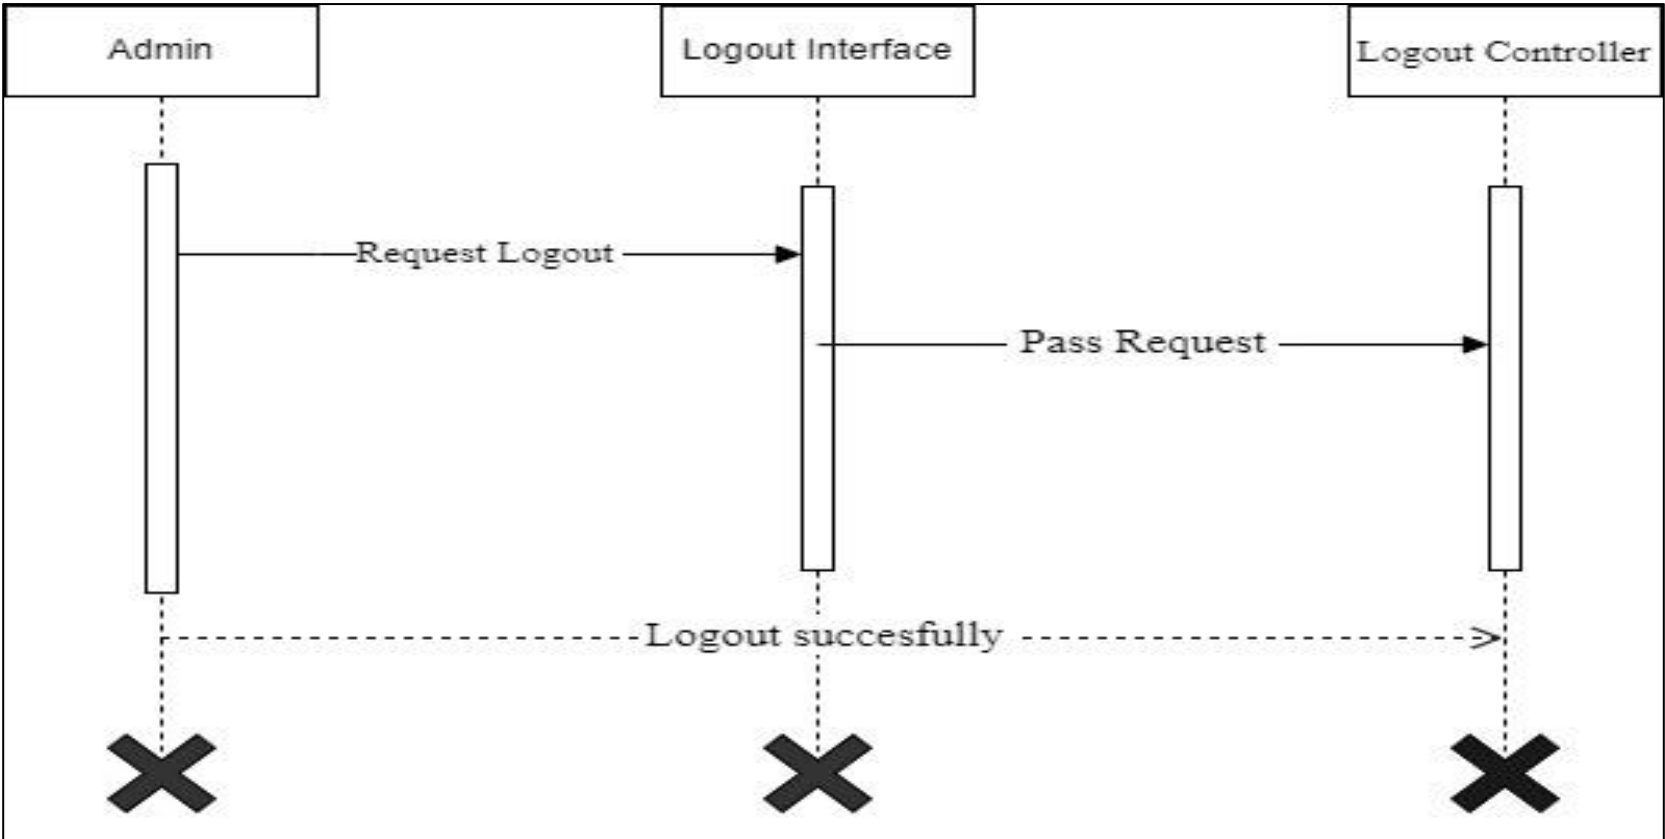 Admin
Logout Interface
Logout Controller
Request Logout
Pass Request
Logout succesfully